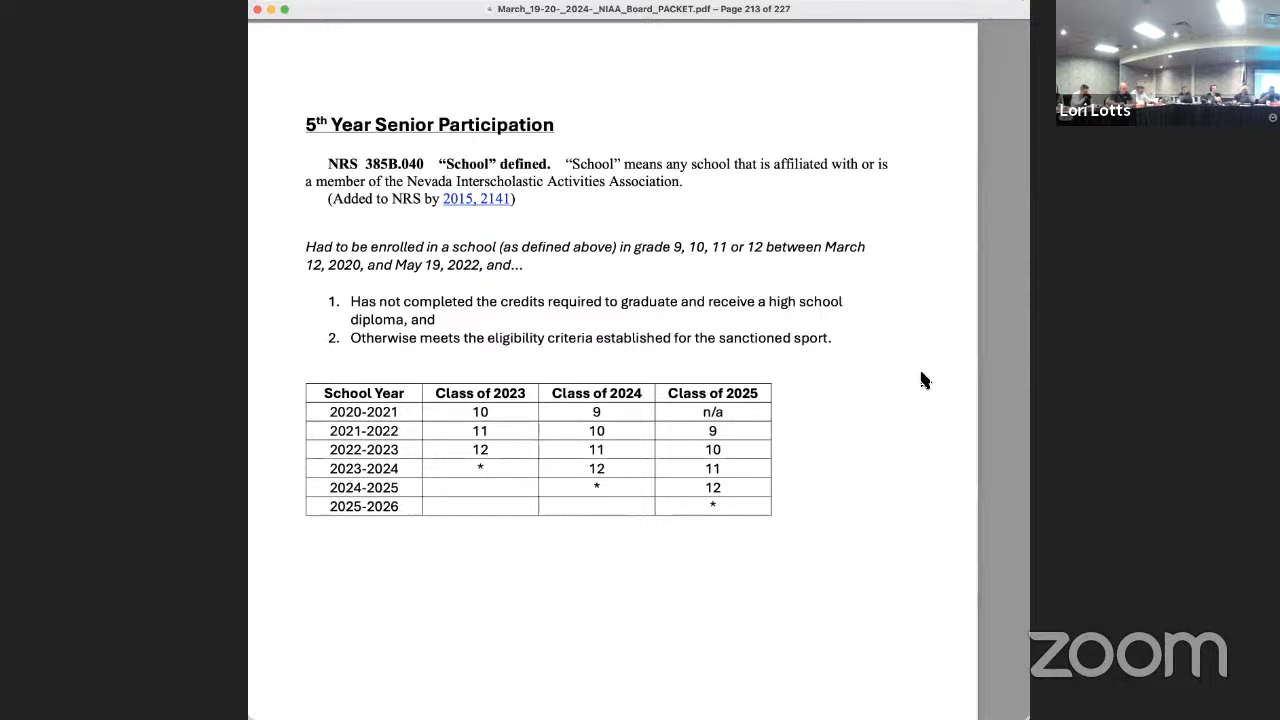 March_19-20-_2024-_NIAA_Board_PACKET.pdf – Page 213 of 227
Lori Lotts
5th Year Senior Participation
NRS 385B.040 “School” defined. “School” means any school that is affiliated with or is
a member of the Nevada Interscholastic Activities Association.
(Added to NRS by 2015, 2141)
Had to be enrolled in a school (as defined above) in grade 9, 10, 11 or 12 between March
12, 2020, and May 19, 2022, and...
1. Has not completed the credits required to graduate and receive a high school
diploma, and
2. Otherwise meets the eligibility criteria established for the sanctioned sport.
School Year Class of 2023 Class of 2024 Class of 2025
2020-2021 10 9 n/a
2021-2022 11 10 9
2022-2023 12 11 10
2023-2024 * 12 11
2024-2025 * 12
2025-2026 *
zoom